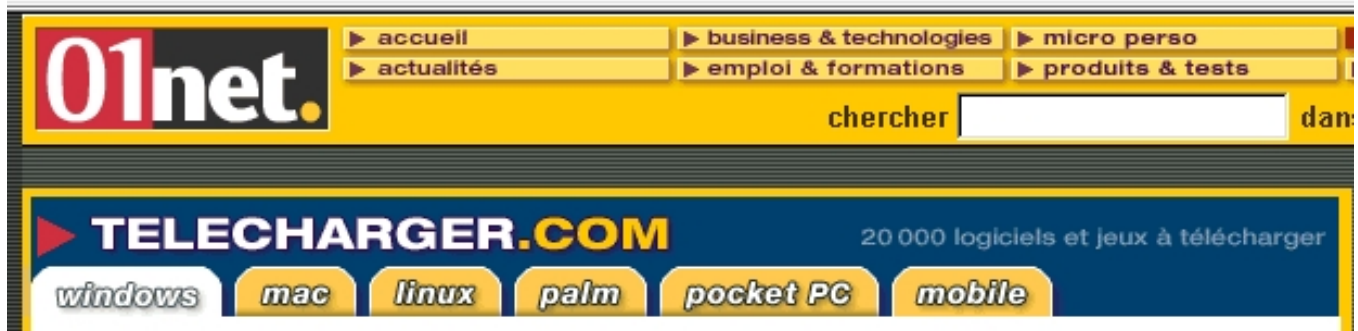 01net.
accueil business & technologies micro perso
actualités emploi & formations produits & tests
chercher
TELECHARGER.COM 20 000 logiciels et jeux à télécharger
windows mac linux palm pocket PC mobile